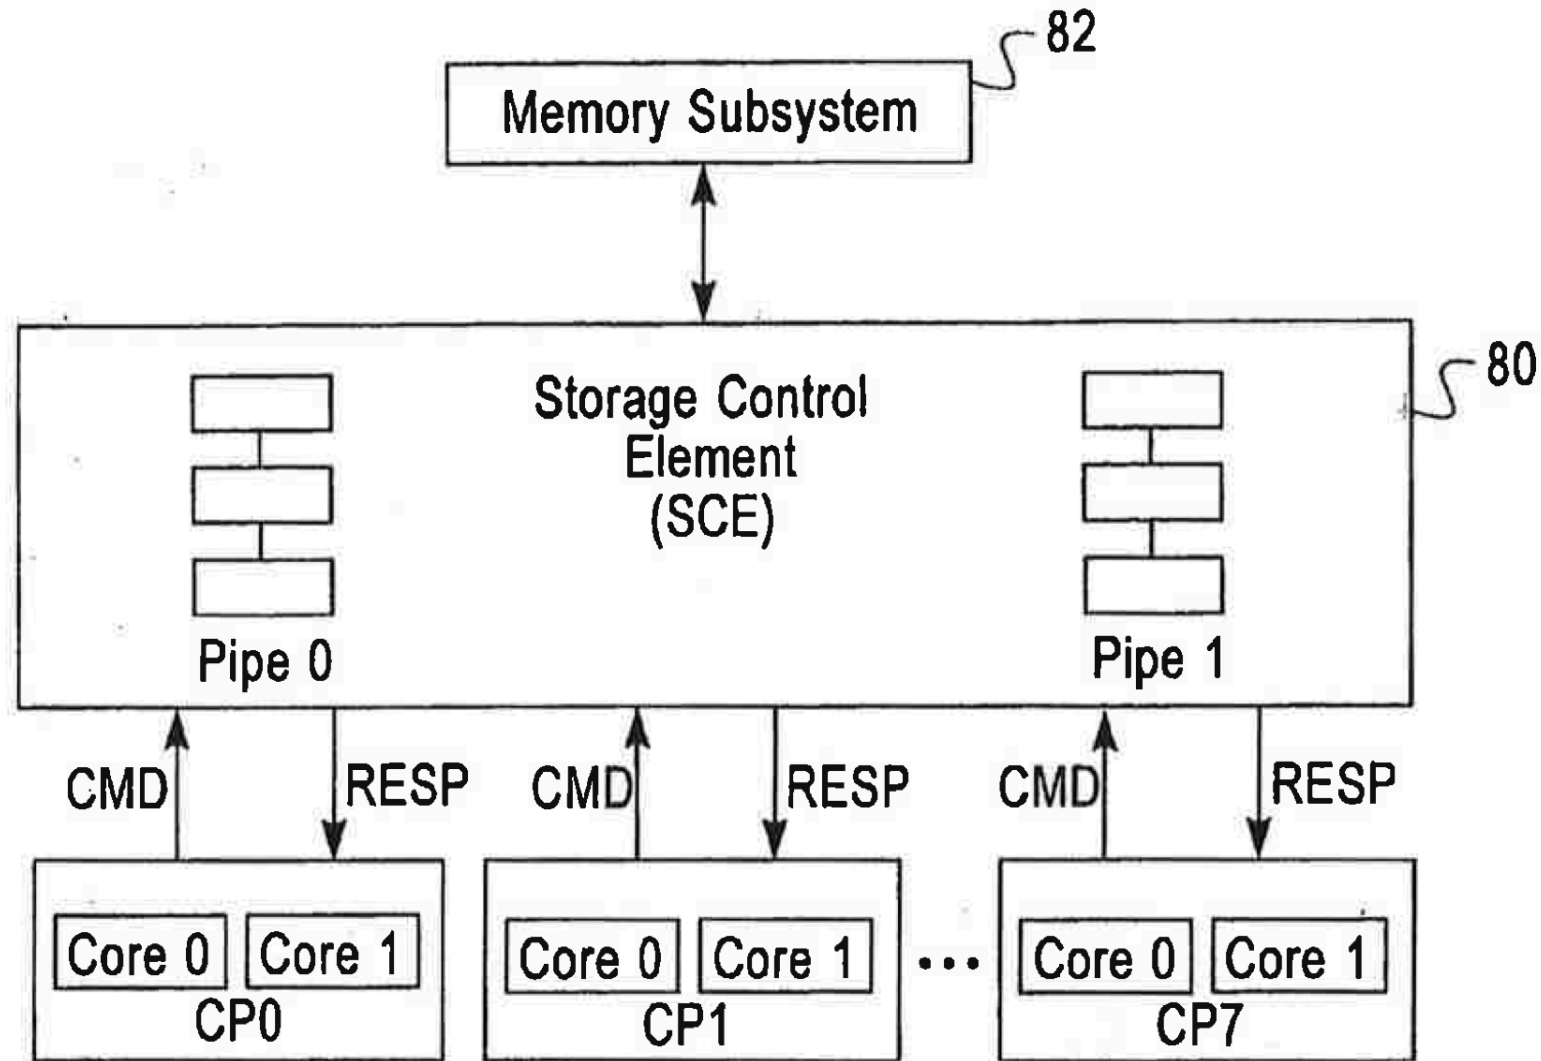 82
Memory Subsystem
80
Storage Control
Element
(SCE)
Pipe 0
Pipe 1
CMD
RESP
CMD
RESP
CMD
RESP
Core 0
Core 1
CP0
Core 0
Core 1
CP1
•••
Core 0
Core 1
CP7